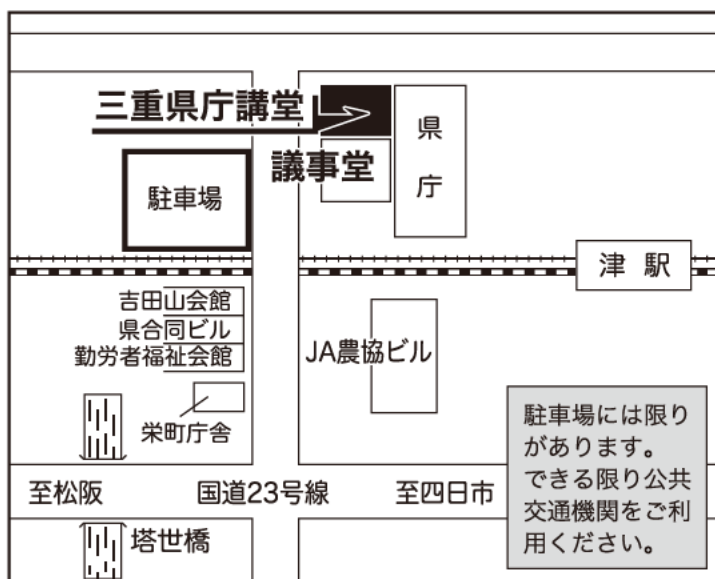 三重県庁講堂
県庁
議事堂
駐車場
津駅
吉田山会館
県合同ビル
勤労者福祉会館
JA農協ビル
栄町庁舎
駐車場には限り
があります。
できる限り公共
交通機関をご利
用ください。
至松阪
国道23号線
至四日市
塔世橋